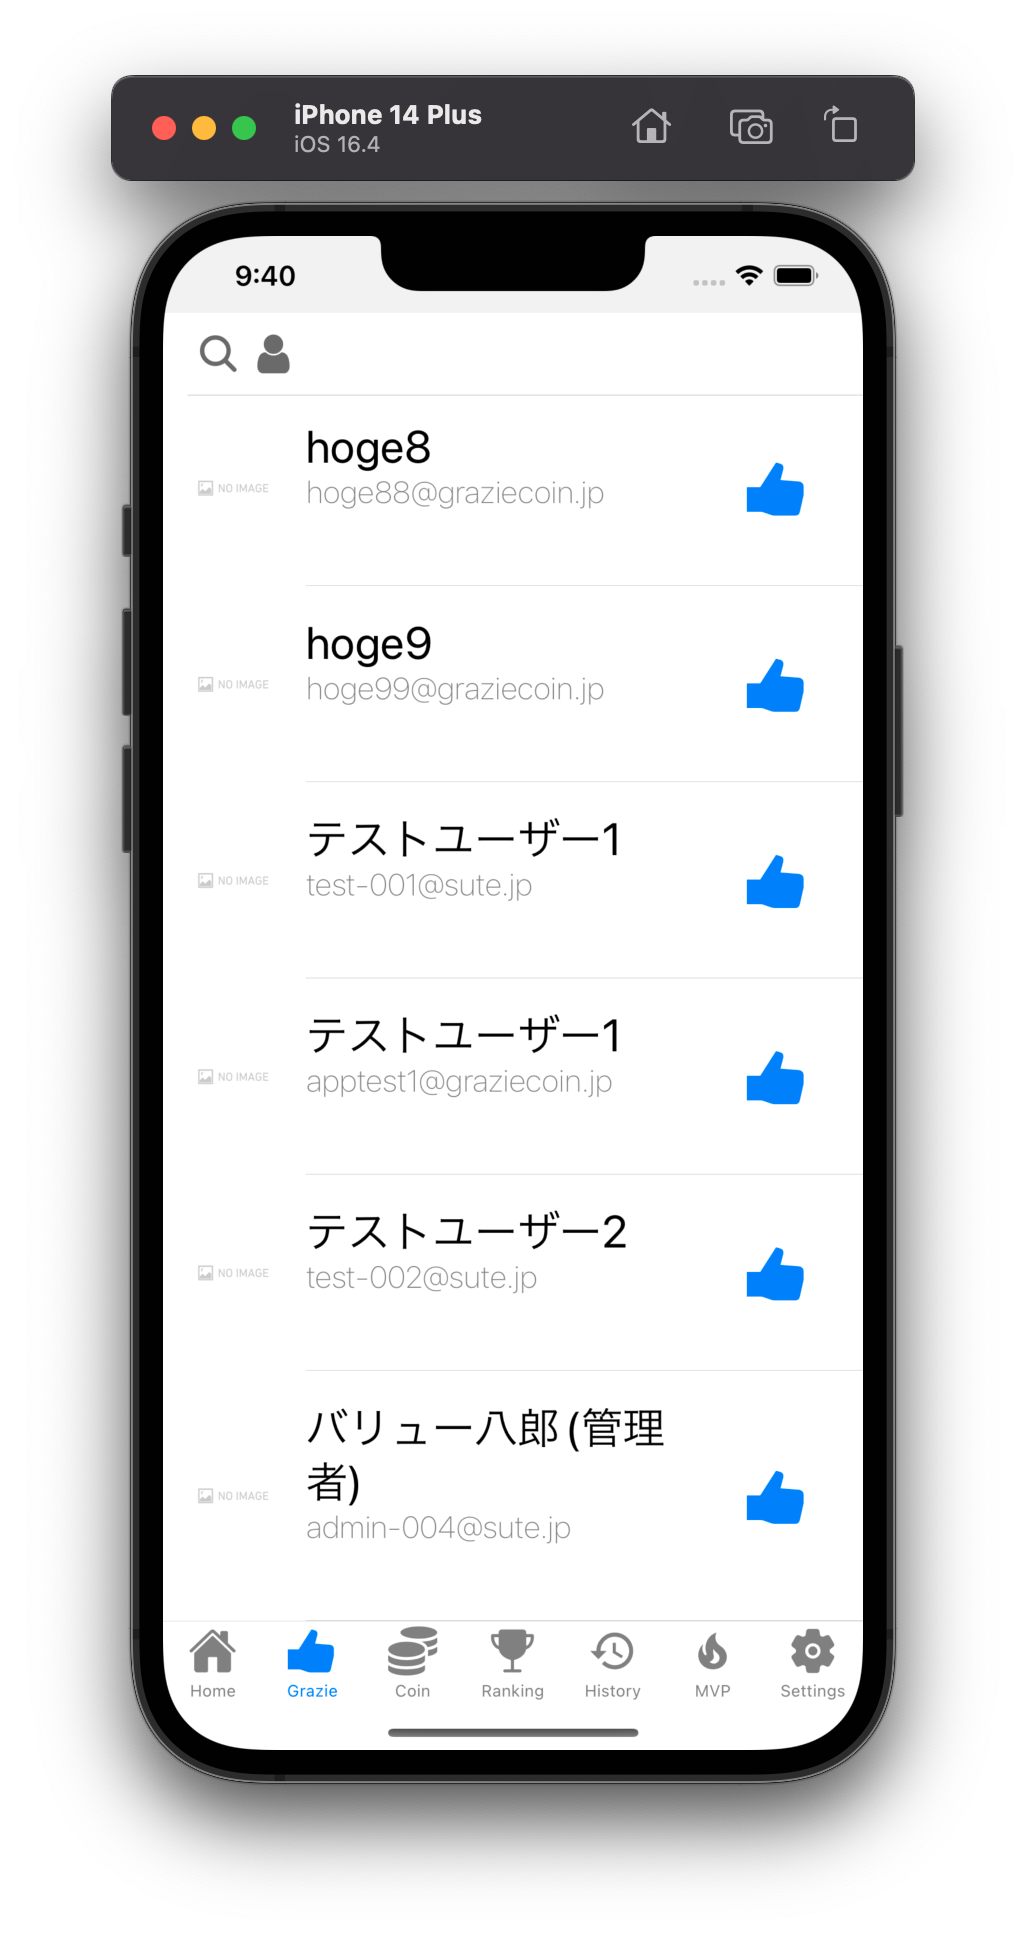 iPhone 14 Plus
iOS 16.4
9:40
hoge8
NO IMAGE
hoge88@graziecoin.jp
hoge9
NO IMAGE
hoge99@graziecoin.jp
テストユーザー1
NO IMAGE
test-001@sute.jp
テストユーザー1
NO IMAGE
apptest1@graziecoin.jp
テストユーザー2
NO IMAGE
test-002@sute.jp
バリュー八郎 (管理
者)
NO IMAGE
admin-004@sute.jp
Home
Grazie
Coin
Ranking
History
MVP
Settings